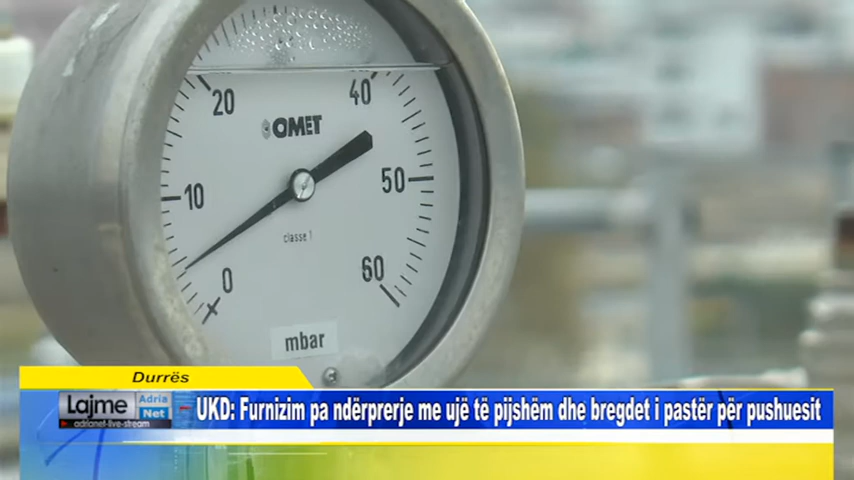 20
40
OMET
10
50
classe 1
0
60
mbar
Durrës
Lajme Adria Net
adrianet-live-stream
UKD: Furnizim pa ndërprerje me ujë të pijshëm dhe bregdet i pastër për pushuesit